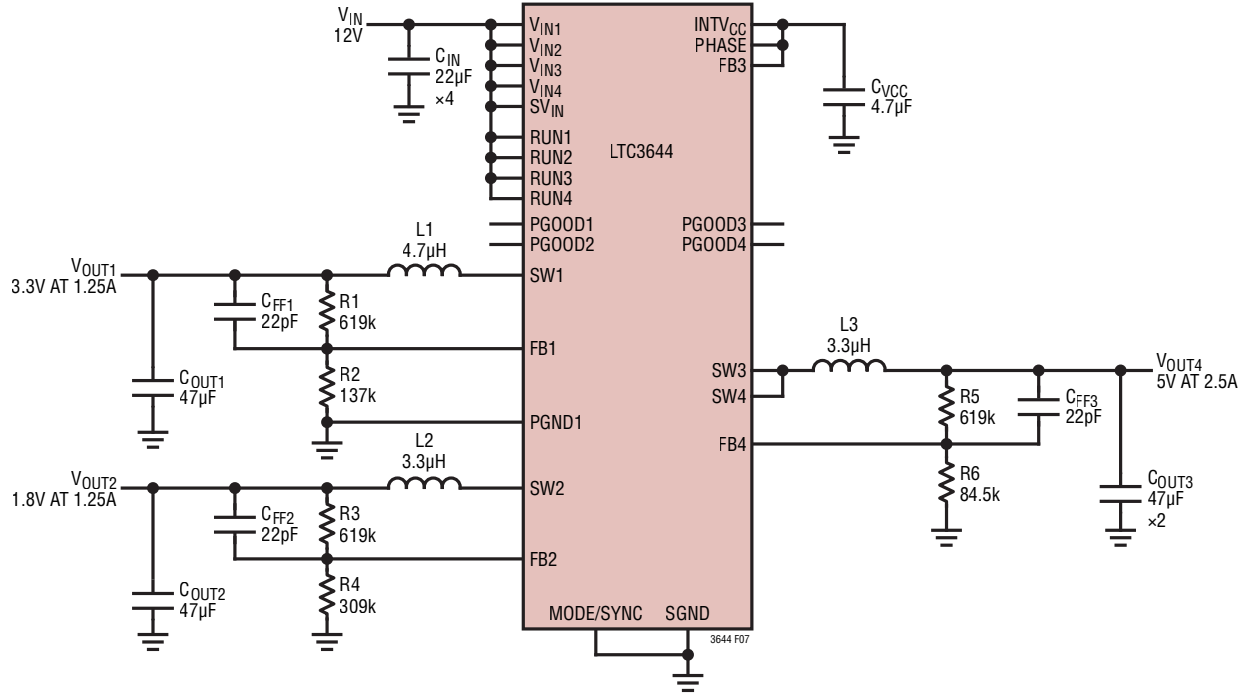 VIN
12V
CIN
22µF
×4
VIN1
VIN2
VIN3
VIN4
SVIN
RUN1
RUN2
RUN3
RUN4
PGOOD1
PGOOD2
SW1
FB1
PGND1
SW2
FB2
MODE/SYNC
SGND
LTC3644
INTVCC
PHASE
FB3
PGOOD3
PGOOD4
SW3
SW4
FB4
3644 F07
CVCC
4.7µF
L1
4.7µH
VOUT1
3.3V AT 1.25A
CFF1
22pF
R1
619k
R2
137k
COUT1
47µF
L2
3.3µH
VOUT2
1.8V AT 1.25A
CFF2
22pF
R3
619k
R4
309k
COUT2
47µF
L3
3.3µH
VOUT4
5V AT 2.5A
R5
619k
CFF3
22pF
R6
84.5k
COUT3
47µF
×2